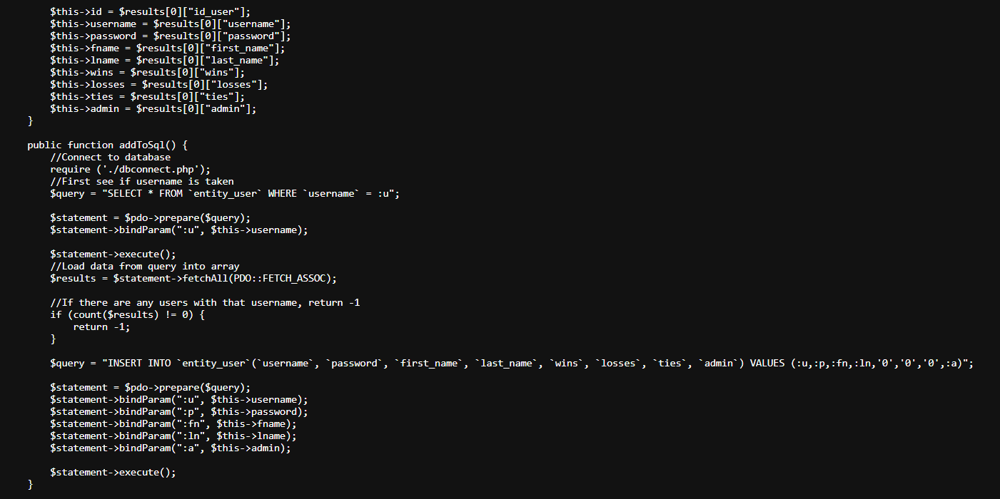 $this->id = $results[0]["id_user"];
$this->username = $results[0]["username"];
$this->password = $results[0]["password"];
$this->fname = $results[0]["first_name"];
$this->lname = $results[0]["last_name"];
$this->wins = $results[0]["wins"];
$this->losses = $results[0]["losses"];
$this->ties = $results[0]["ties"];
$this->admin = $results[0]["admin"];
}
public function addToSql() {
//Connect to database
require ('./dbconnect.php');
//First see if username is taken
$query = "SELECT * FROM `entity_user` WHERE `username` = :u";
$statement = $pdo->prepare($query);
$statement->bindParam(":u", $this->username);
$statement->execute();
//Load data from query into array
$results = $statement->fetchAll(PDO::FETCH_ASSOC);
//If there are any users with that username, return -1
if (count($results) != 0) {
return -1;
}
$query = "INSERT INTO `entity_user`(`username`, `password`, `first_name`, `last_name`, `wins`, `losses`, `ties`, `admin`) VALUES (:u,:p,:fn,:ln,'0','0','0',:a)";
$statement = $pdo->prepare($query);
$statement->bindParam(":u", $this->username);
$statement->bindParam(":p", $this->password);
$statement->bindParam(":fn", $this->fname);
$statement->bindParam(":ln", $this->lname);
$statement->bindParam(":a", $this->admin);
$statement->execute();
}